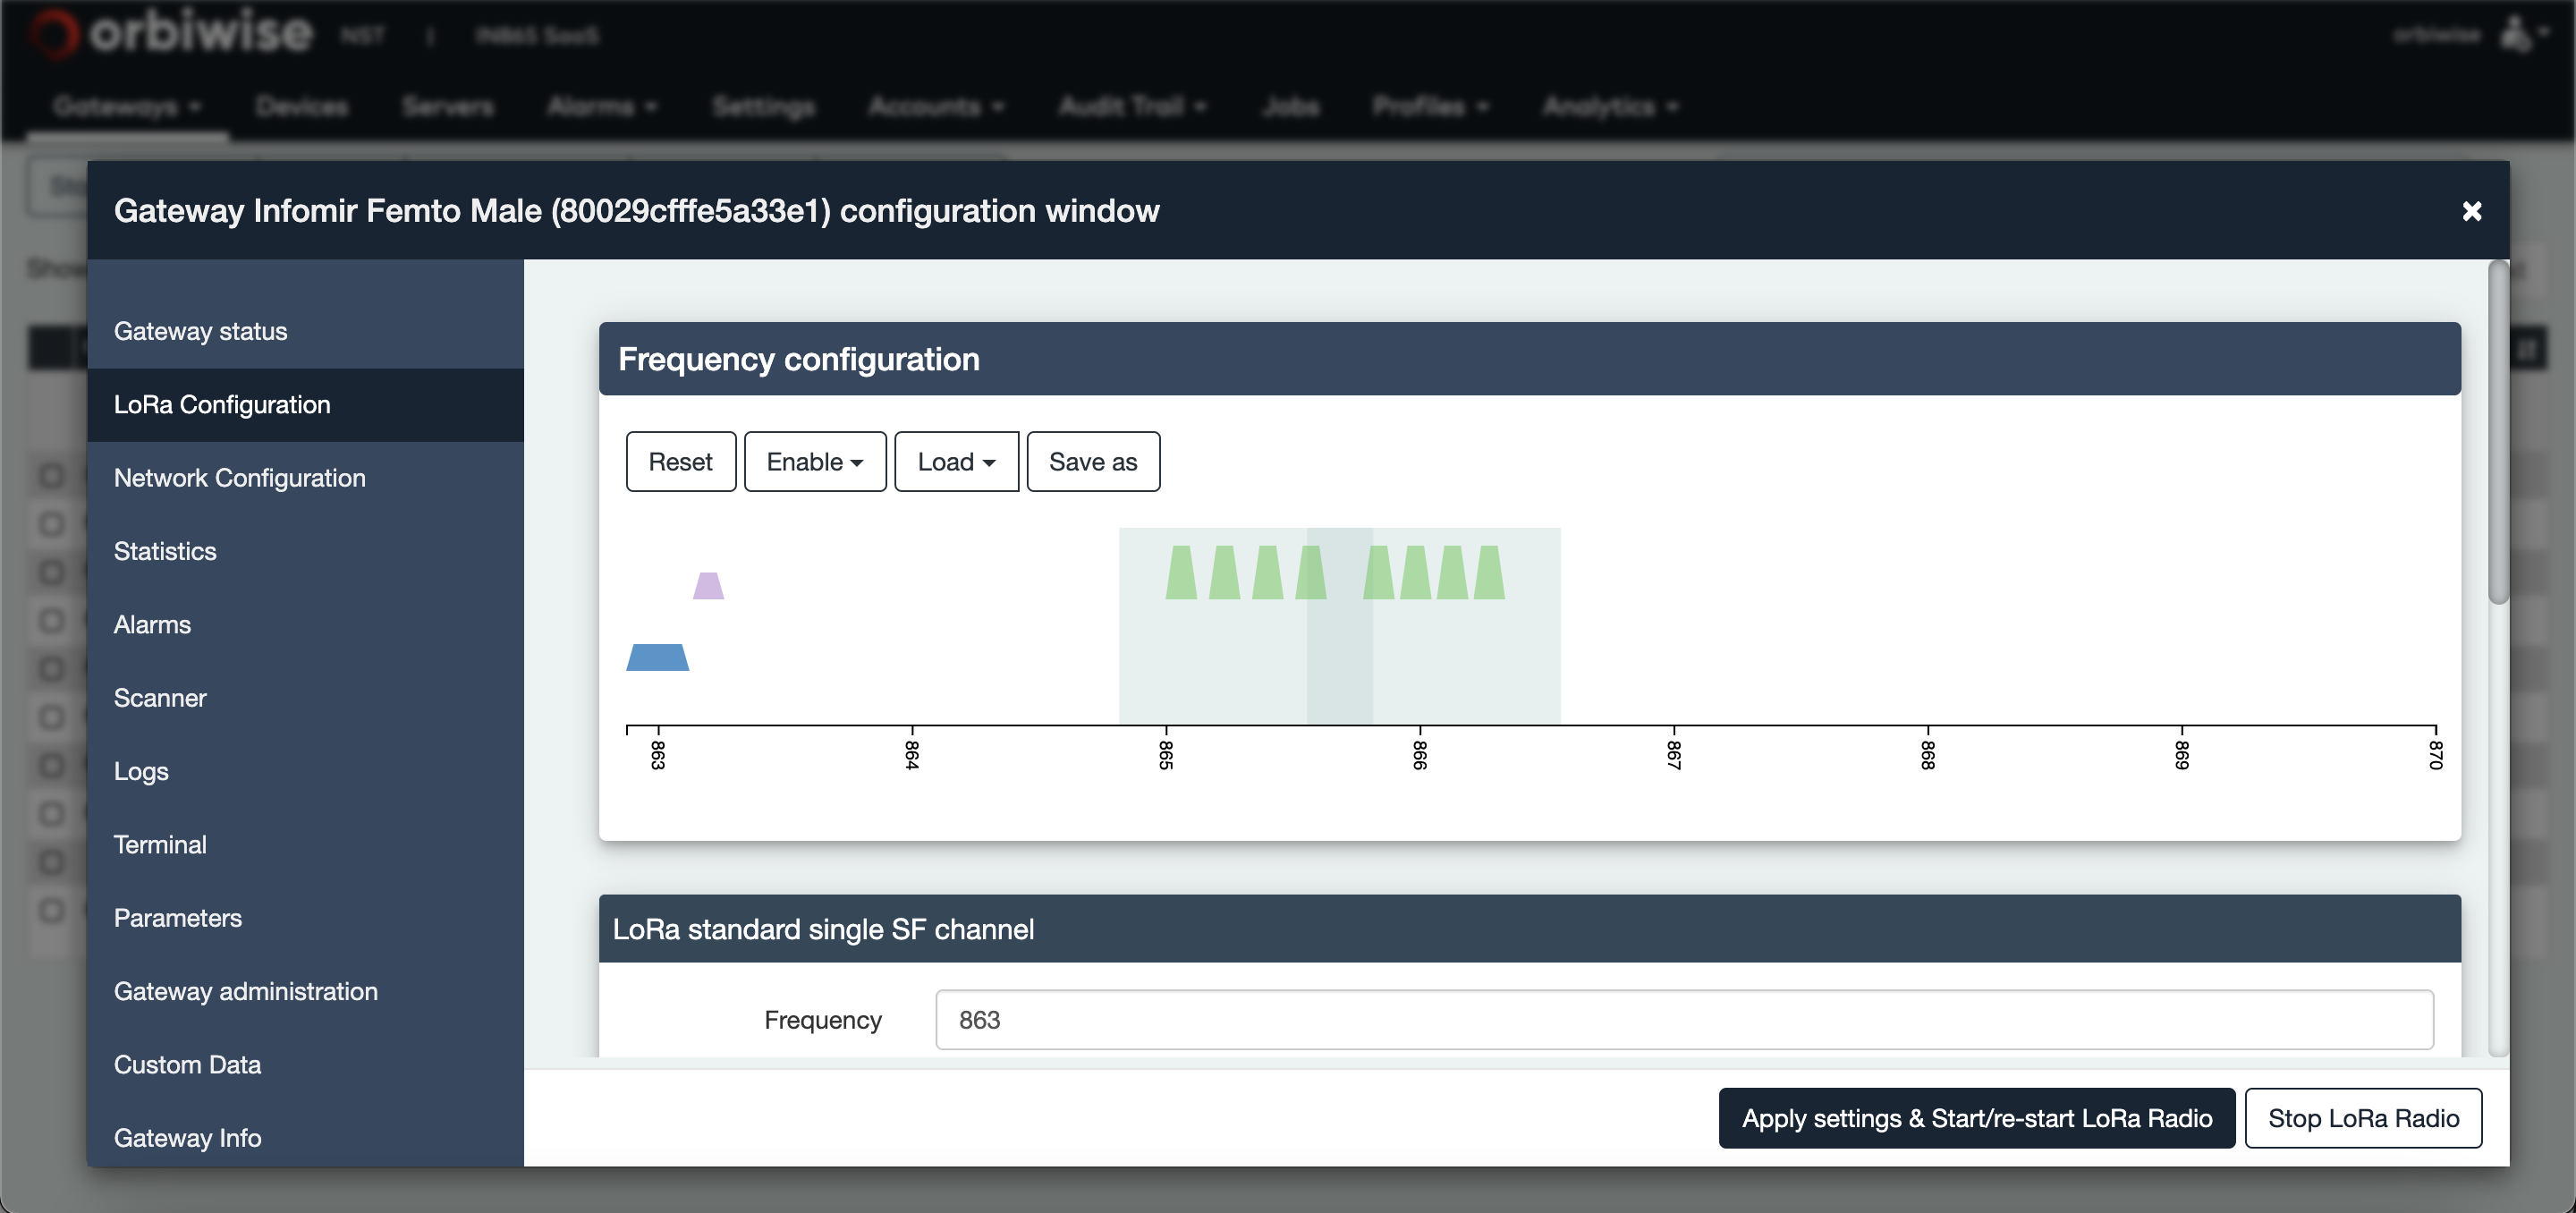 orbiwise NST | IN865 SaaS orbiwise
Gateways Devices Servers Alarms Settings Accounts Audit Trail Jobs Profiles Analytics
Gateway Infomir Femto Male (80029cfffe5a33e1) configuration window
Gateway status
LoRa Configuration
Network Configuration
Statistics
Alarms
Scanner
Logs
Terminal
Parameters
Gateway administration
Custom Data
Gateway Info
Frequency configuration
Reset Enable Load Save as
863 864 865 866 867 868 869 870
LoRa standard single SF channel
Frequency 863
Apply settings & Start/re-start LoRa Radio Stop LoRa Radio